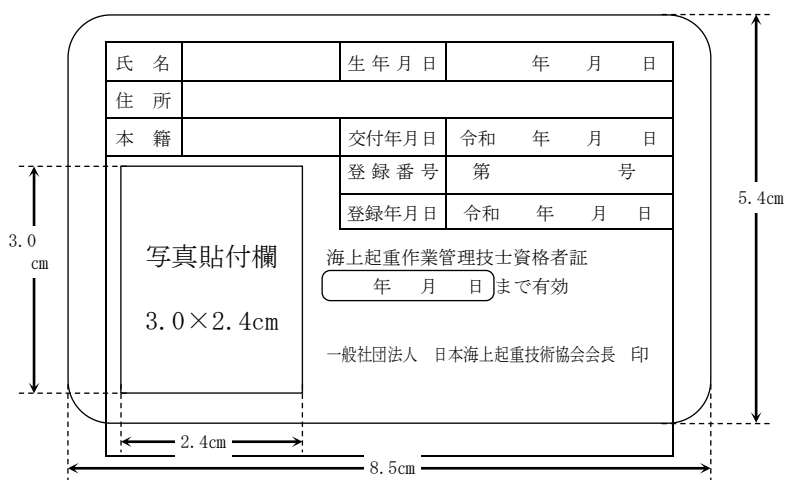 氏 名 生年月日 年 月 日
住 所
本 籍 交付年月日 令和 年 月 日
登録番号 第 号
登録年月日 令和 年 月 日
写真貼付欄
3.0×2.4cm
海上起重作業管理技士資格者証
年 月 日まで有効
一般社団法人 日本海上起重技術協会会長 印
3.0
cm
5.4cm
2.4cm
8.5cm